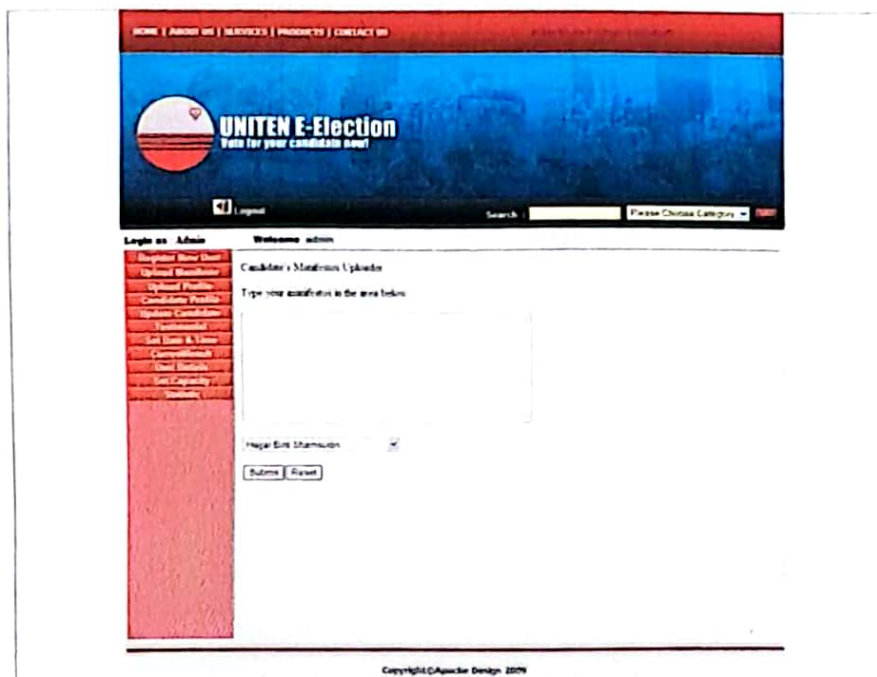 HOME | ABOUT US | SERVICES | PRODUCTS | CONTACT US
UNITEN E-Election
Vote for your candidate now!
Logout
Search :
Please Choose Category
Login as Admin
Welcome admin
Register New User
Upload Manifesto
Upload Profile
Candidate Profile
Update Candidate
Testimonial
Set Date & Time
Current Result
User Details
Set Capacity
Candidate's Manifestos Uploader
Type your manifestos in the area below
Submit Reset
Copyright©Apache Design 2009